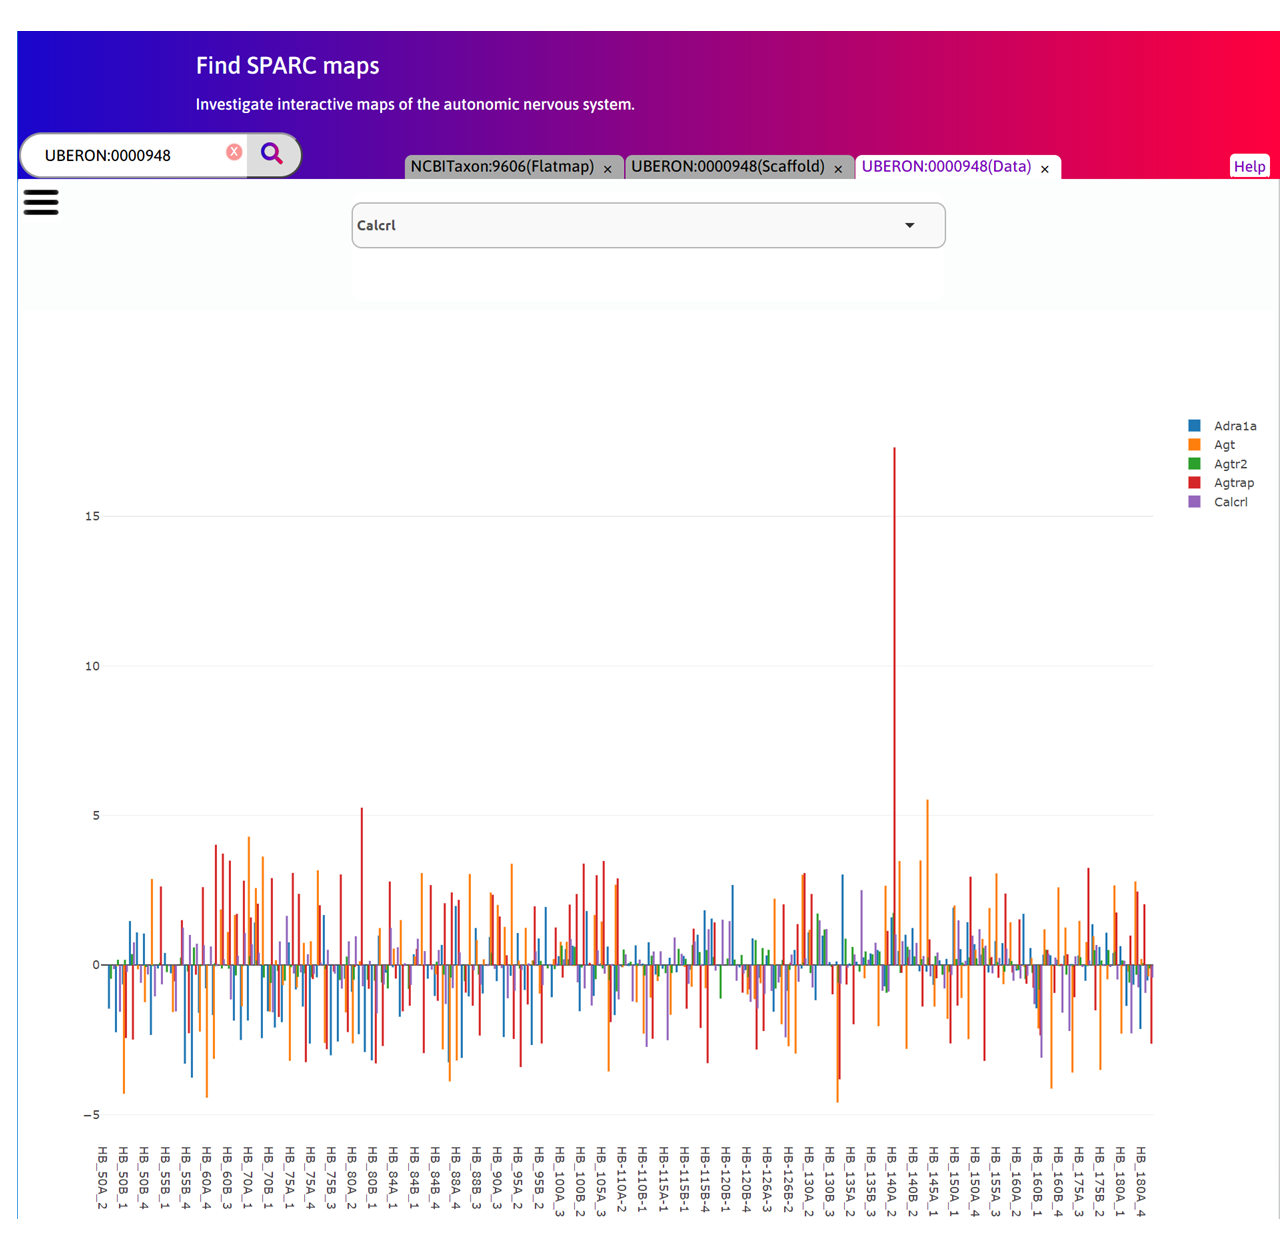 Find SPARC maps
Investigate interactive maps of the autonomic nervous system.
UBERON:0000948
X
NCBITaxon:9606(Flatmap) ×
UBERON:0000948(Scaffold) ×
UBERON:0000948(Data) ×
Help
Calcrl
Adra1a
Agt
Agtr2
Agtrap
Calcrl
15
10
5
0
−5
HB_50A_2
HB_50B_1
HB_50B_4
HB_55B_1
HB_55B_4
HB_60A_4
HB_60B_3
HB_70A_1
HB_70B_1
HB_75A_1
HB_75A_4
HB_75B_3
HB_80A_2
HB_80B_1
HB_84A_1
HB_84B_1
HB_84B_4
HB_88A_4
HB_88B_3
HB_90A_3
HB_95A_2
HB_95B_2
HB_100A_3
HB_100B_2
HB_105A_3
HB-110A-2
HB-110B-1
HB-115A-1
HB-115B-1
HB-115B-4
HB-120B-1
HB-120B-4
HB-126A-3
HB-126B-2
HB_130A_2
HB_130B_3
HB_135A_2
HB_135B_3
HB_140A_2
HB_140B_2
HB_145A_1
HB_150A_1
HB_150A_4
HB_155A_2
HB_160A_2
HB_160B_1
HB_160B_4
HB_175A_3
HB_175B_2
HB_180A_1
HB_180A_4